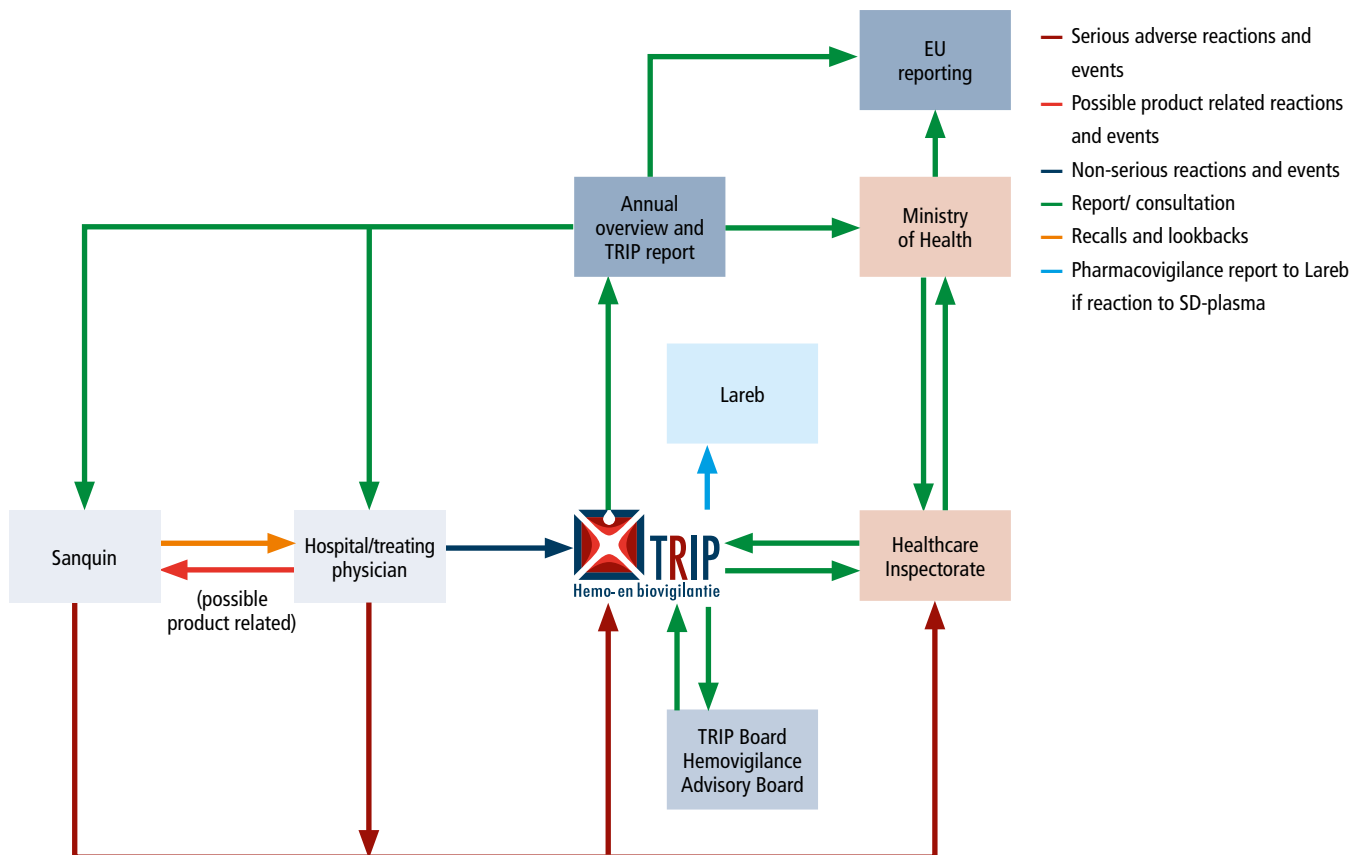 EU
reporting
Serious adverse reactions and
events
Possible product related reactions
and events
Non-serious reactions and events
Report/ consultation
Recalls and lookbacks
Pharmacovigilance report to Lareb
if reaction to SD-plasma
Annual
overview and
TRIP report
Ministry
of Health
Lareb
Sanquin
Hospital/treating
physician
(possible
product related)
TRIP
Hemo- en biovigilantie
Healthcare
Inspectorate
TRIP Board
Hemovigilance
Advisory Board